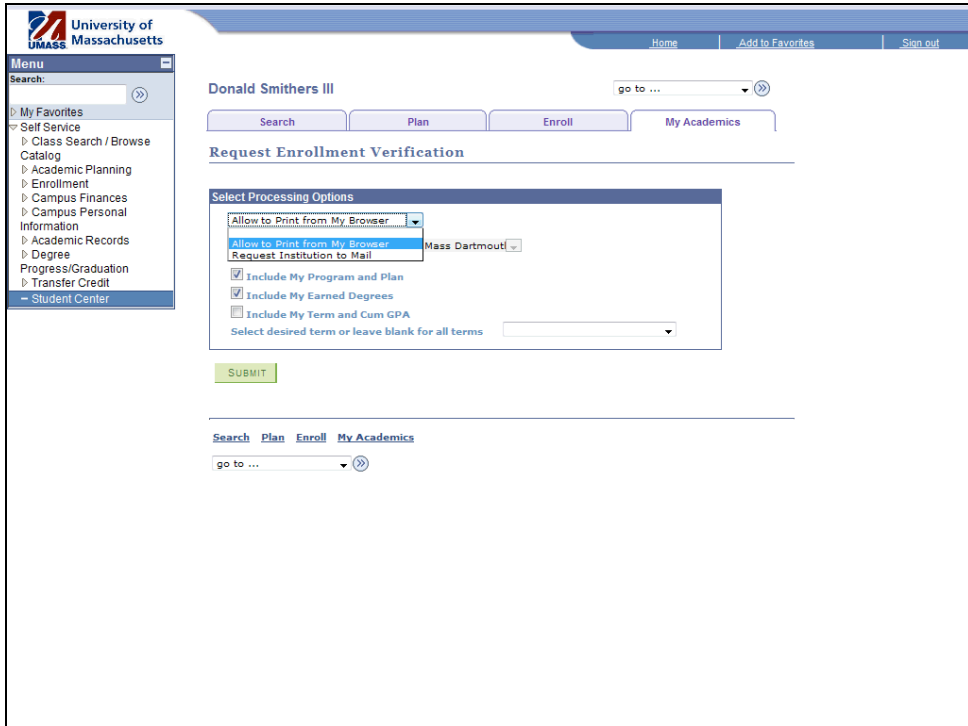 University of
UMASS Massachusetts
Home Add to Favorites Sign out
Menu
Search:
My Favorites
Self Service
Class Search / Browse
Catalog
Academic Planning
Enrollment
Campus Finances
Campus Personal
Information
Academic Records
Degree
Progress/Graduation
Transfer Credit
Student Center
Donald Smithers III
go to ...
Search Plan Enroll My Academics
Request Enrollment Verification
Select Processing Options
Allow to Print from My Browser
Allow to Print from My Browser
Mass Dartmouth
Request Institution to Mail
Include My Program and Plan
Include My Earned Degrees
Include My Term and Cum GPA
Select desired term or leave blank for all terms
SUBMIT
Search Plan Enroll My Academics
go to ...